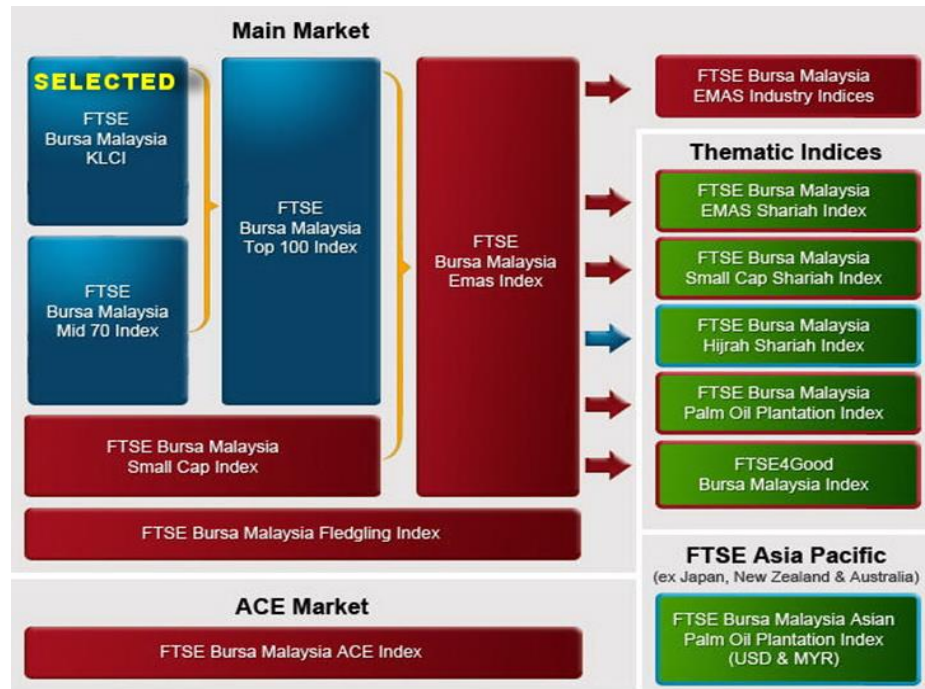 Main Market
SELECTED
FTSE
Bursa Malaysia
KLCI
FTSE
Bursa Malaysia
Mid 70 Index
FTSE
Bursa Malaysia
Top 100 Index
FTSE Bursa Malaysia
Small Cap Index
FTSE
Bursa Malaysia
Emas Index
FTSE Bursa Malaysia Fledgling Index
ACE Market
FTSE Bursa Malaysia ACE Index
FTSE Bursa Malaysia
EMAS Industry Indices
Thematic Indices
FTSE Bursa Malaysia
EMAS Shariah Index
FTSE Bursa Malaysia
Small Cap Shariah Index
FTSE Bursa Malaysia
Hijrah Shariah Index
FTSE Bursa Malaysia
Palm Oil Plantation Index
FTSE4Good
Bursa Malaysia Index
FTSE Asia Pacific
(ex Japan, New Zealand & Australia)
FTSE Bursa Malaysia Asian
Palm Oil Plantation Index
(USD & MYR)